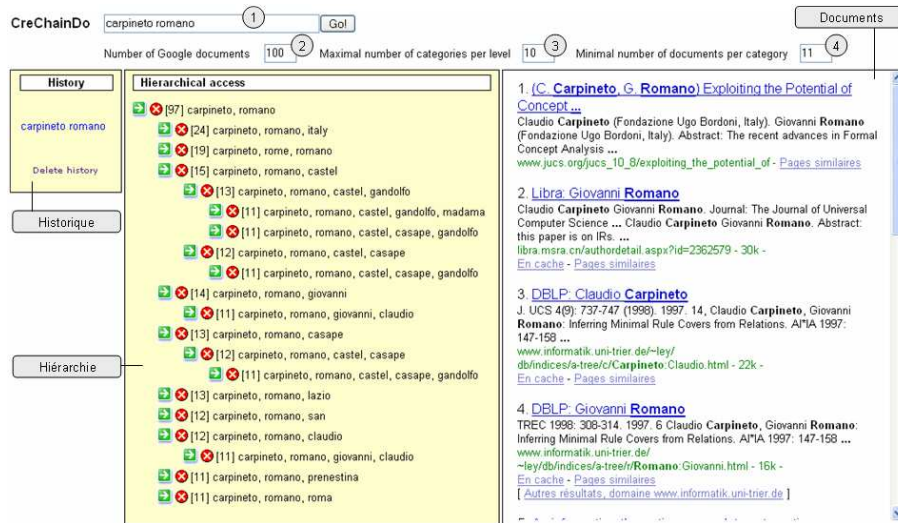 CreChainDo
carpineto romano
1
Go!
Documents
Number of Google documents 100 2 Maximal number of categories per level 10 3 Minimal number of documents per category 11 4
History
carpineto romano
Delete history
Historique
Hiérarchie
Hierarchical access
[97] carpineto, romano
[24] carpineto, romano, italy
[19] carpineto, rome, romano
[15] carpineto, romano, castel
[13] carpineto, romano, castel, gandolfo
[11] carpineto, romano, castel, gandolfo, madama
[11] carpineto, romano, castel, casape, gandolfo
[12] carpineto, romano, castel, casape
[11] carpineto, romano, castel, casape, gandolfo
[14] carpineto, romano, giovanni
[11] carpineto, romano, giovanni, claudio
[13] carpineto, romano, casape
[12] carpineto, romano, castel, casape
[11] carpineto, romano, castel, casape, gandolfo
[13] carpineto, romano, lazio
[12] carpineto, romano, san
[12] carpineto, romano, claudio
[11] carpineto, romano, giovanni, claudio
[11] carpineto, romano, prenestina
[11] carpineto, romano, roma
1. (C. Carpineto, G. Romano) Exploiting the Potential of
Concept ...
Claudio Carpineto (Fondazione Ugo Bordoni, Italy). Giovanni Romano
(Fondazione Ugo Bordoni, Italy). Abstract: The recent advances in Formal
Concept Analysis ...
www.jucs.org/jucs_10_8/exploiting_the_potential_of - Pages similaires
2. Libra: Giovanni Romano
Claudio Carpineto Giovanni Romano. Journal: The Journal of Universal
Computer Science ... Claudio Carpineto Giovanni Romano. Abstract:
this paper is on IRs. ...
libra.msra.cn/authordetail.aspx?id=2362579 - 30k -
En cache - Pages similaires
3. DBLP: Claudio Carpineto
J. UCS 4(9): 737-747 (1998). 1997. 14, Claudio Carpineto, Giovanni
Romano: Inferring Minimal Rule Covers from Relations. AI*IA 1997:
147-158 ...
www.informatik.uni-trier.de/~ley/
db/indices/a-tree/c/Carpineto:Claudio.html - 22k -
En cache - Pages similaires
4. DBLP: Giovanni Romano
TREC 1998: 308-314. 1997. 6 Claudio Carpineto, Giovanni Romano:
Inferring Minimal Rule Covers from Relations. AI*IA 1997: 147-158 ...
www.informatik.uni-trier.de/
~ley/db/indices/a-tree/r/Romano:Giovanni.html - 16k -
En cache - Pages similaires
[ Autres résultats, domaine www.informatik.uni-trier.de ]